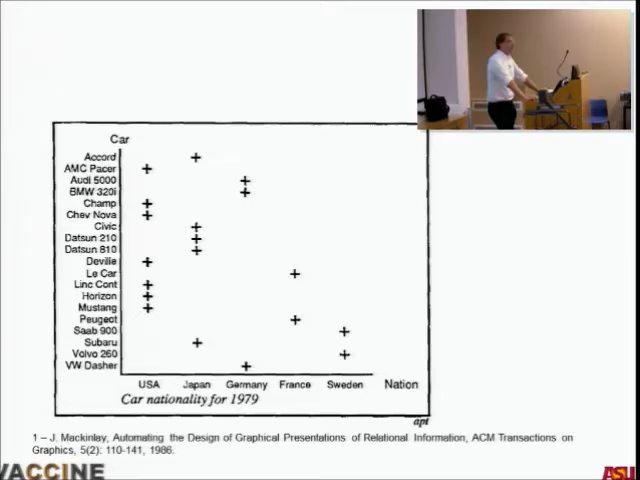 Car
Accord
AMC Pacer
Audi 5000
BMW 320i
Champ
Chev Nova
Civic
Datsun 210
Datsun 810
Deville
Le Car
Linc Cont
Horizon
Mustang
Peugeot
Saab 900
Subaru
Volvo 260
VW Dasher
USA Japan Germany France Sweden Nation
Car nationality for 1979
apt
1 – J. Mackinlay, Automating the Design of Graphical Presentations of Relational Information, ACM Transactions on
Graphics, 5(2): 110-141, 1986.
VACCINE
ASU